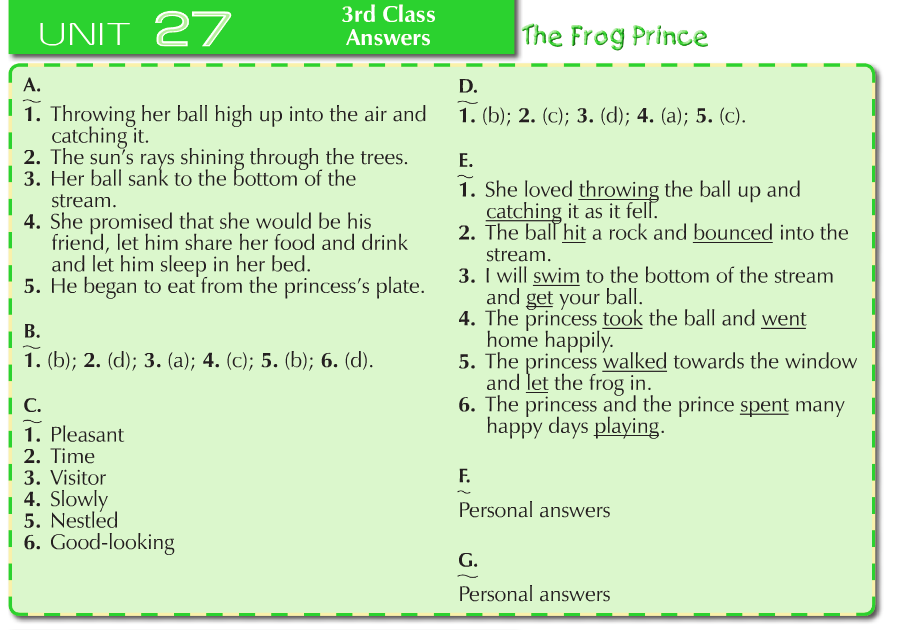 UNIT 27
3rd Class
Answers
The Frog Prince
A.
1. Throwing her ball high up into the air and
catching it.
2. The sun's rays shining through the trees.
3. Her ball sank to the bottom of the
stream.
4. She promised that she would be his
friend, let him share her food and drink
and let him sleep in her bed.
5. He began to eat from the princess's plate.
B.
1. (b); 2. (d); 3. (a); 4. (c); 5. (b); 6. (d).
C.
1. Pleasant
2. Time
3. Visitor
4. Slowly
5. Nestled
6. Good-looking
D.
1. (b); 2. (c); 3. (d); 4. (a); 5. (c).
E.
1. She loved throwing the ball up and
catching it as it fell.
2. The ball hit a rock and bounced into the
stream.
3. I will swim to the bottom of the stream
and get your ball.
4. The princess took the ball and went
home happily.
5. The princess walked towards the window
and let the frog in.
6. The princess and the prince spent many
happy days playing.
F.
Personal answers
G.
Personal answers